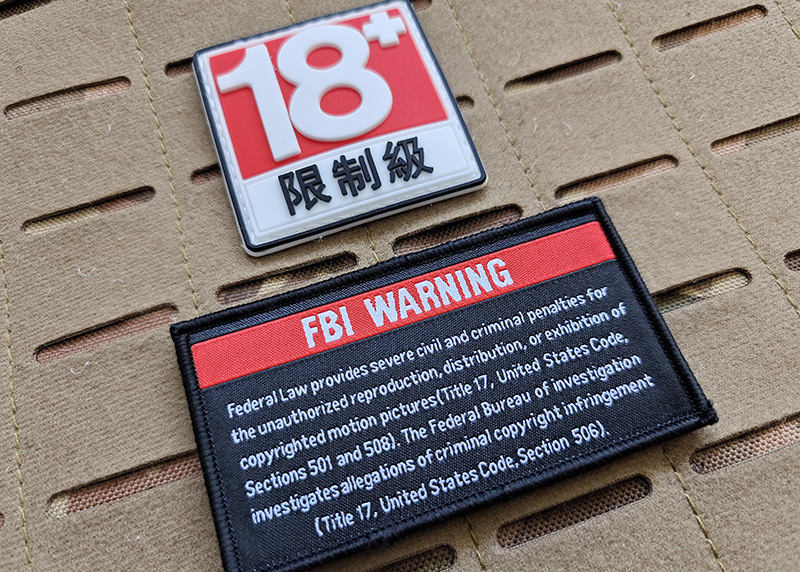 18+
限制級
FBI WARNING
Federal Law provides severe civil and criminal penalties for
the unauthorized reproduction, distribution, or exhibition of
copyrighted motion pictures(Title 17, United States Code,
Sections 501 and 508). The Federal Bureau of investigation
investigates allegations of criminal copyright infringement
(Title 17, United States Code, Section 506).